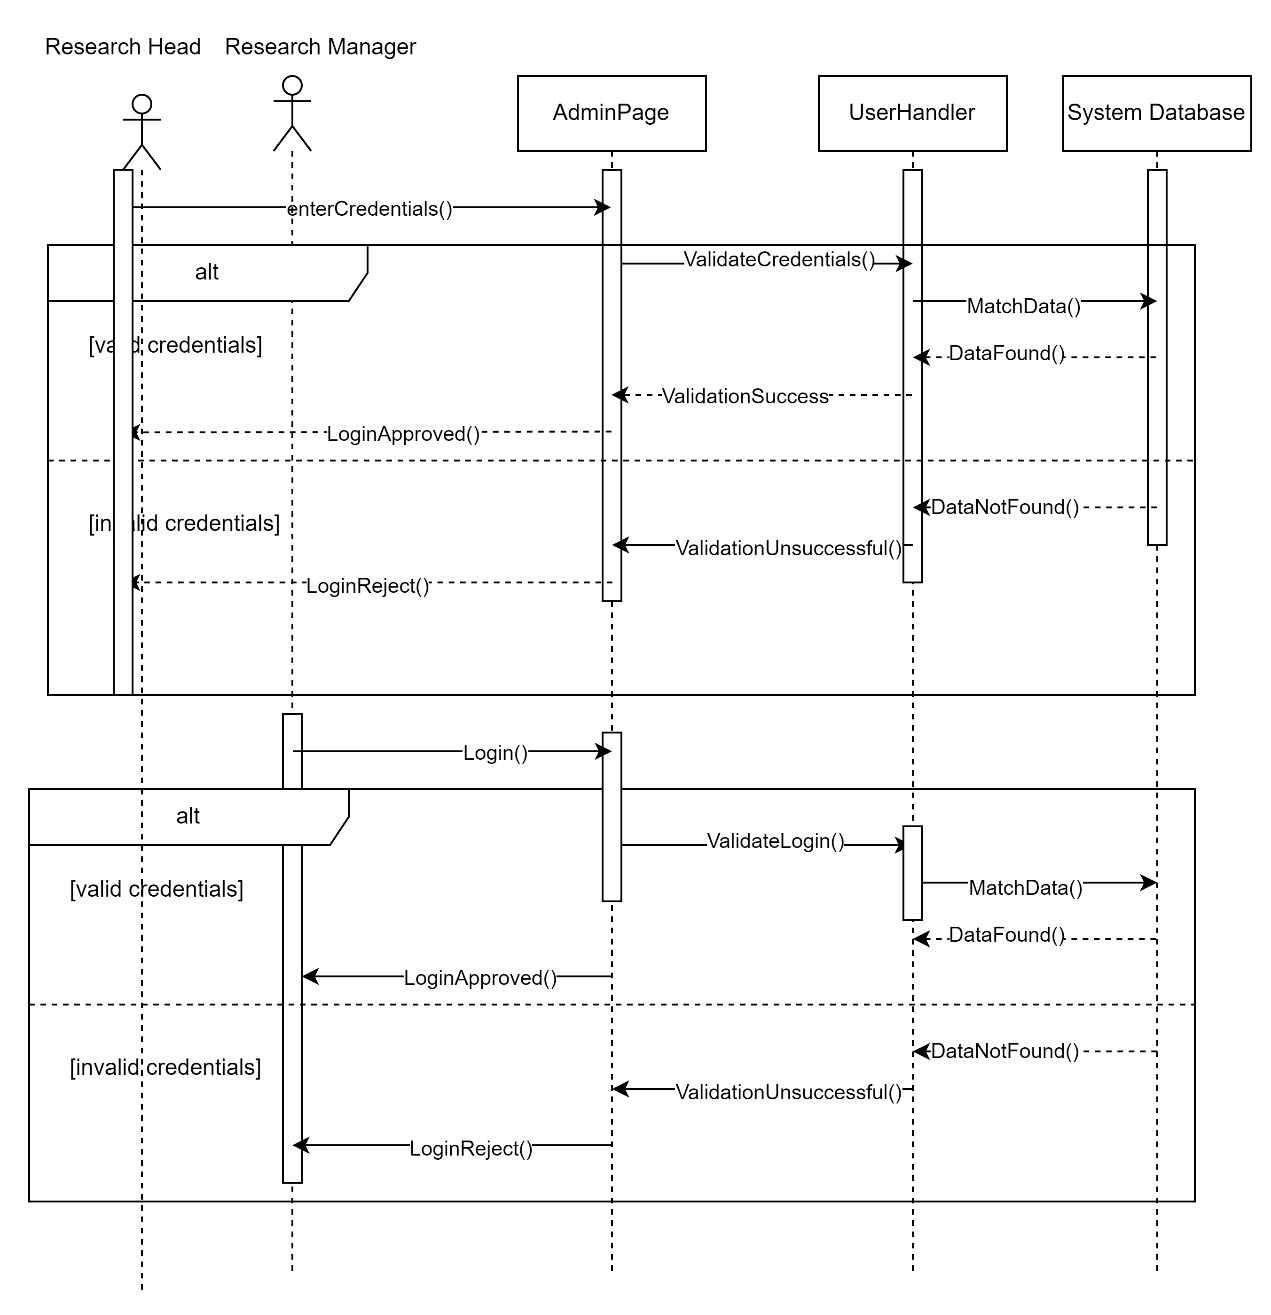 Research Head
Research Manager
AdminPage
UserHandler
System Database
enterCredentials()
alt
ValidateCredentials()
MatchData()
[valid credentials]
DataFound()
ValidationSuccess
LoginApproved()
DataNotFound()
[invalid credentials]
ValidationUnsuccessful()
LoginReject()
Login()
alt
ValidateLogin()
MatchData()
[valid credentials]
DataFound()
LoginApproved()
DataNotFound()
[invalid credentials]
ValidationUnsuccessful()
LoginReject()